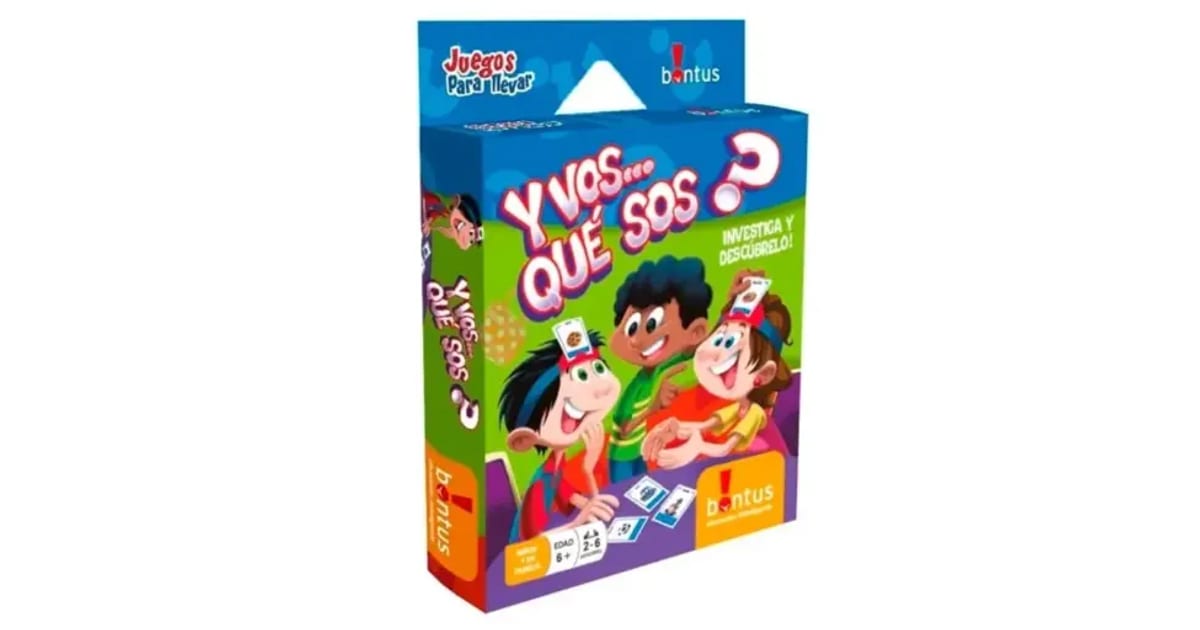 Juegos
Para llevar
bontus
Y VOS...
QUÉ SOS?
INVESTIGA Y
DESCÚBRELO!
Y VOS...
QUÉ SOS?
bontus
bontus
EDAD
6+
2-6